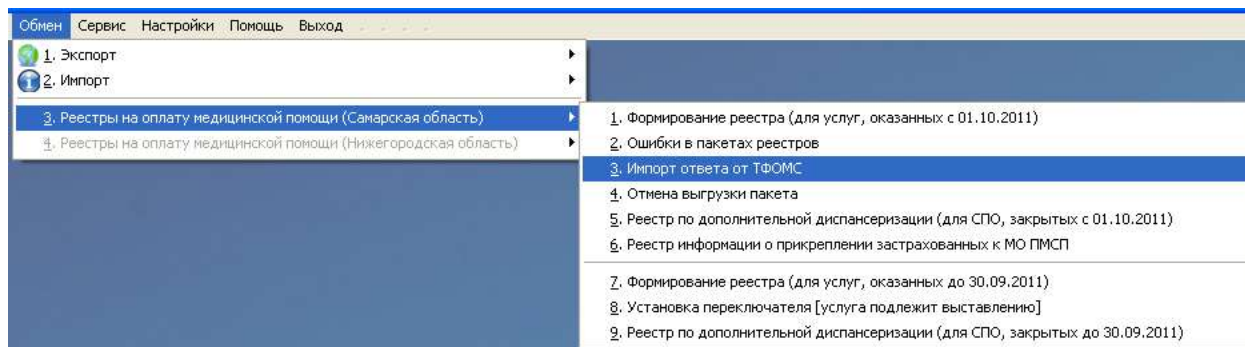 Обмен Сервис Настройки Помощь Выход
1. Экспорт
2. Импорт
3. Реестры на оплату медицинской помощи (Самарская область)
4. Реестры на оплату медицинской помощи (Нижегородская область)
1. Формирование реестра (для услуг, оказанных с 01.10.2011)
2. Ошибки в пакетах реестров
3. Импорт ответа от ТФОМС
4. Отмена выгрузки пакета
5. Реестр по дополнительной диспансеризации (для СПО, закрытых с 01.10.2011)
6. Реестр информации о прикреплении застрахованных к МО ПМСП
7. Формирование реестра (для услуг, оказанных до 30.09.2011)
8. Установка переключателя [услуга подлежит выставлению]
9. Реестр по дополнительной диспансеризации (для СПО, закрытых до 30.09.2011)